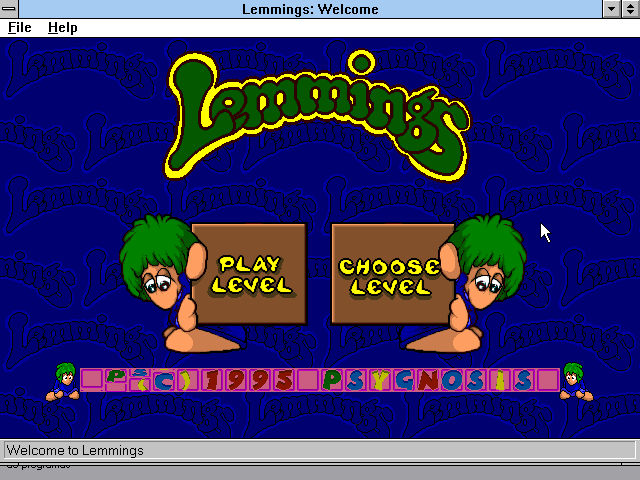 Lemmings: Welcome
File Help
Lemmings
PLAY
LEVEL
CHOOSE
LEVEL
1995 PSYGNOSIS
Welcome to Lemmings